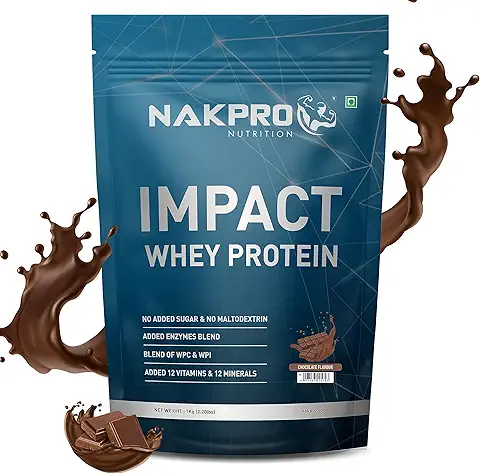 NAKPRO
NUTRITION
IMPACT
WHEY PROTEIN
NO ADDED SUGAR & NO MALTODEXTRIN
ADDED ENZYMES BLEND
BLEND OF WPC & WPI
ADDED 12 VITAMINS & 12 MINERALS
CHOCOLATE FLAVOUR
NET WEIGHT : 1Kg (2.20lbs)